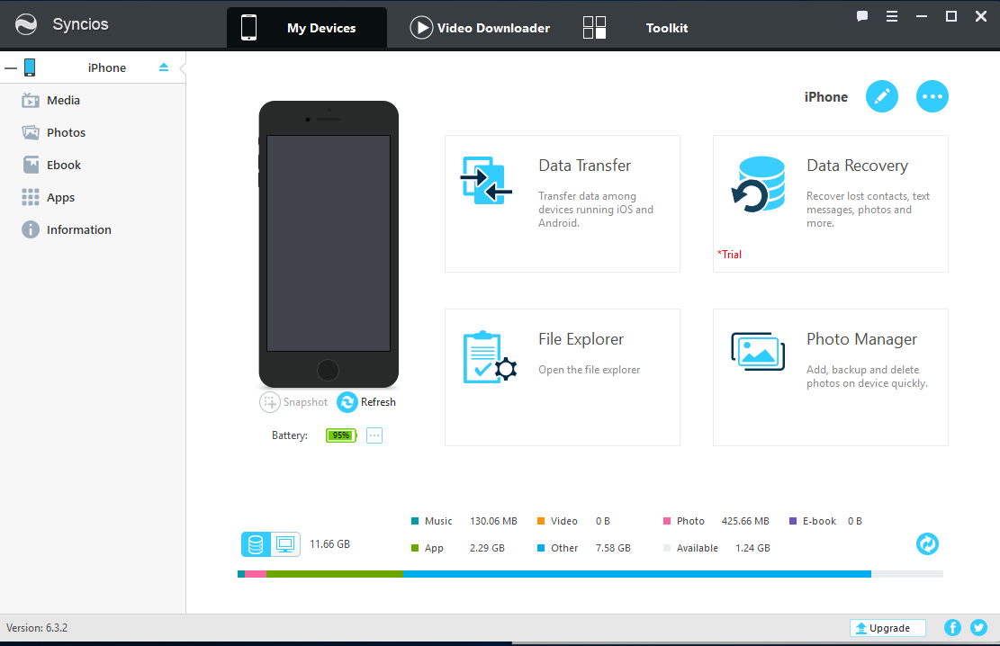 Syncios
My Devices
Video Downloader
Toolkit
iPhone
Media
Photos
Ebook
Apps
Information
iPhone
Data Transfer
Transfer data among
devices running iOS and
Android.
Data Recovery
Recover lost contacts, text
messages, photos and
more.
*Trial
File Explorer
Open the file explorer
Photo Manager
Add, backup and delete
photos on device quickly.
Snapshot Refresh
Battery: 95%
11.66 GB
Music 130.06 MB Video 0 B Photo 425.66 MB E-book 0 B
App 2.29 GB Other 7.58 GB Available 1.24 GB
Version: 6.3.2
Upgrade